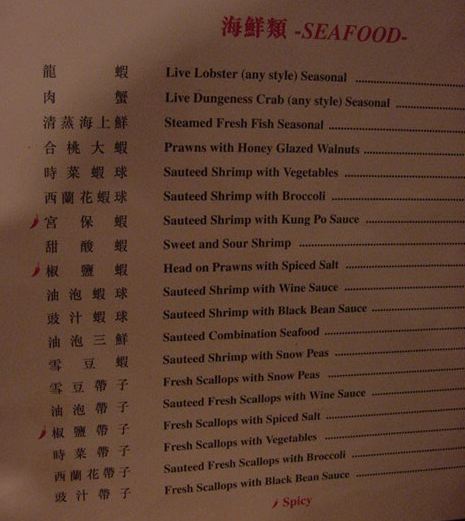 海鮮類 -SEAFOOD-
龍蝦 Live Lobster (any style) Seasonal
肉蟹 Live Dungeness Crab (any style) Seasonal
清蒸海上鮮 Steamed Fresh Fish Seasonal
合桃大蝦 Prawns with Honey Glazed Walnuts
時菜蝦球 Sauteed Shrimp with Vegetables
西蘭花蝦球 Sauteed Shrimp with Broccoli
宮保蝦 Sauteed Shrimp with Kung Po Sauce
甜酸蝦 Sweet and Sour Shrimp
椒鹽蝦 Head on Prawns with Spiced Salt
油泡蝦球 Sauteed Shrimp with Wine Sauce
豉汁蝦球 Sauteed Shrimp with Black Bean Sauce
油泡三鮮 Sauteed Combination Seafood
雪豆蝦 Sauteed Shrimp with Snow Peas
雪豆帶子 Fresh Scallops with Snow Peas
油泡帶子 Sauteed Fresh Scallops with Wine Sauce
椒鹽帶子 Fresh Scallops with Spiced Salt
時菜帶子 Fresh Scallops with Vegetables
西蘭花帶子 Sauteed Fresh Scallops with Broccoli
豉汁帶子 Fresh Scallops with Black Bean Sauce
Spicy